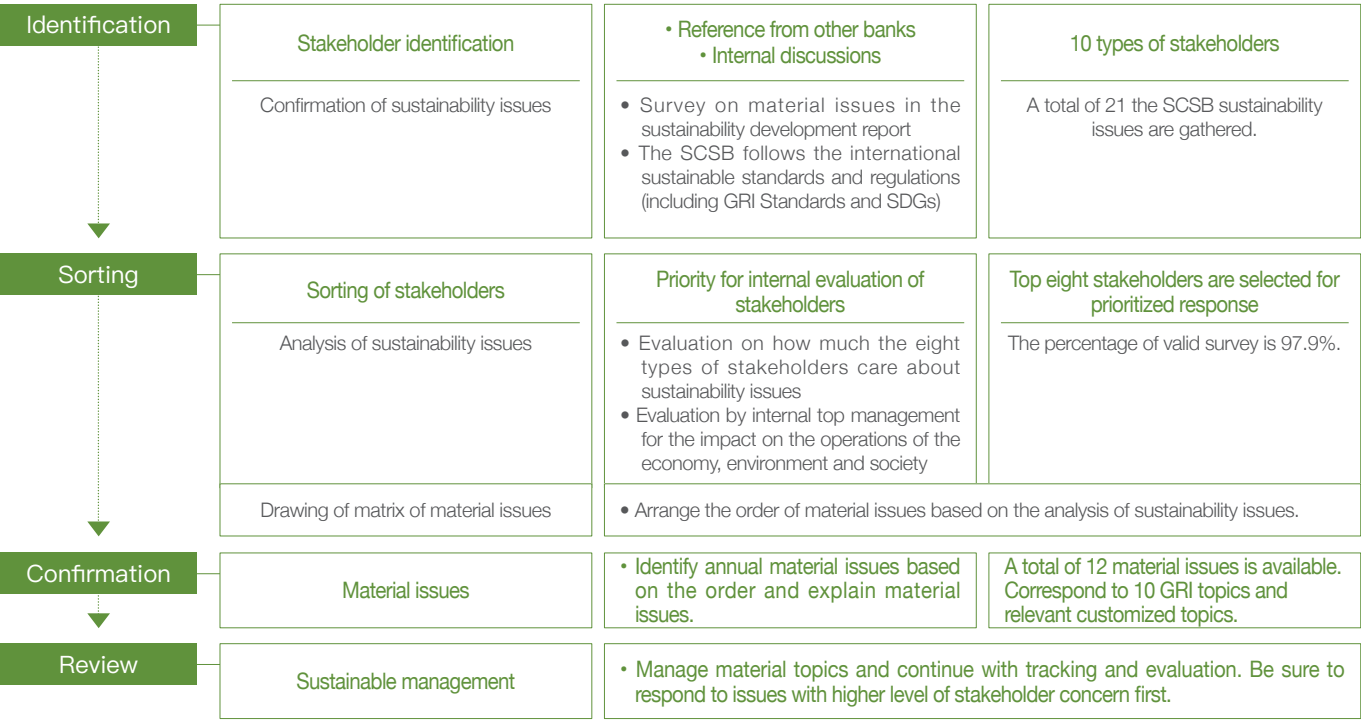 Identification
Stakeholder identification
• Reference from other banks
• Internal discussions
10 types of stakeholders
Confirmation of sustainability issues
• Survey on material issues in the
sustainability development report
• The SCSB follows the international
sustainable standards and regulations
(including GRI Standards and SDGs)
A total of 21 the SCSB sustainability
issues are gathered.
Sorting
Sorting of stakeholders
Priority for internal evaluation of
stakeholders
Top eight stakeholders are selected for
prioritized response
Analysis of sustainability issues
• Evaluation on how much the eight
types of stakeholders care about
sustainability issues
• Evaluation by internal top management
for the impact on the operations of the
economy, environment and society
The percentage of valid survey is 97.9%.
Drawing of matrix of material issues
• Arrange the order of material issues based on the analysis of sustainability issues.
Confirmation
Material issues
• Identify annual material issues based
on the order and explain material
issues.
A total of 12 material issues is available.
Correspond to 10 GRI topics and
relevant customized topics.
Review
Sustainable management
• Manage material topics and continue with tracking and evaluation. Be sure to
respond to issues with higher level of stakeholder concern first.